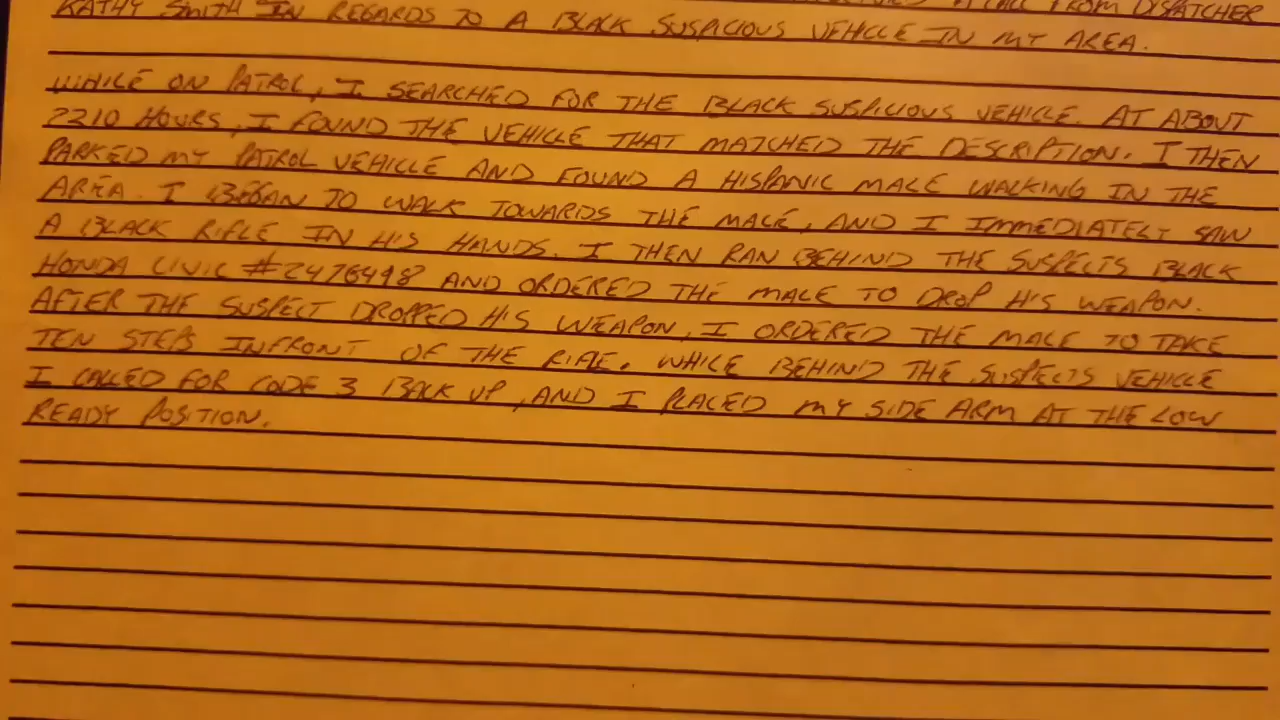 A CALL FROM DISPATCHER
KATHY SMITH IN REGARDS TO A BLACK SUSPICIOUS VEHICLE IN MY AREA.
WHILE ON PATROL, I SEARCHED FOR THE BLACK SUSPICIOUS VEHICLE. AT ABOUT
2210 HOURS, I FOUND THE VEHICLE THAT MATCHED THE DESCRIPTION. I THEN
PARKED MY PATROL VEHICLE AND FOUND A HISPANIC MALE WALKING IN THE
AREA. I BEGAN TO WALK TOWARDS THE MALE, AND I IMMEDIATELY SAW
A BLACK RIFLE IN HIS HANDS. I THEN RAN BEHIND THE SUSPECTS BLACK
HONDA CIVIC #2476498 AND ORDERED THE MALE TO DROP HIS WEAPON.
AFTER THE SUSPECT DROPPED HIS WEAPON, I ORDERED THE MALE TO TAKE
TEN STEPS INFRONT OF THE RIFLE. WHILE BEHIND THE SUSPECTS VEHICLE
I CALLED FOR CODE 3 BACK UP, AND I PLACED MY SIDE ARM AT THE LOW
READY POSITION.